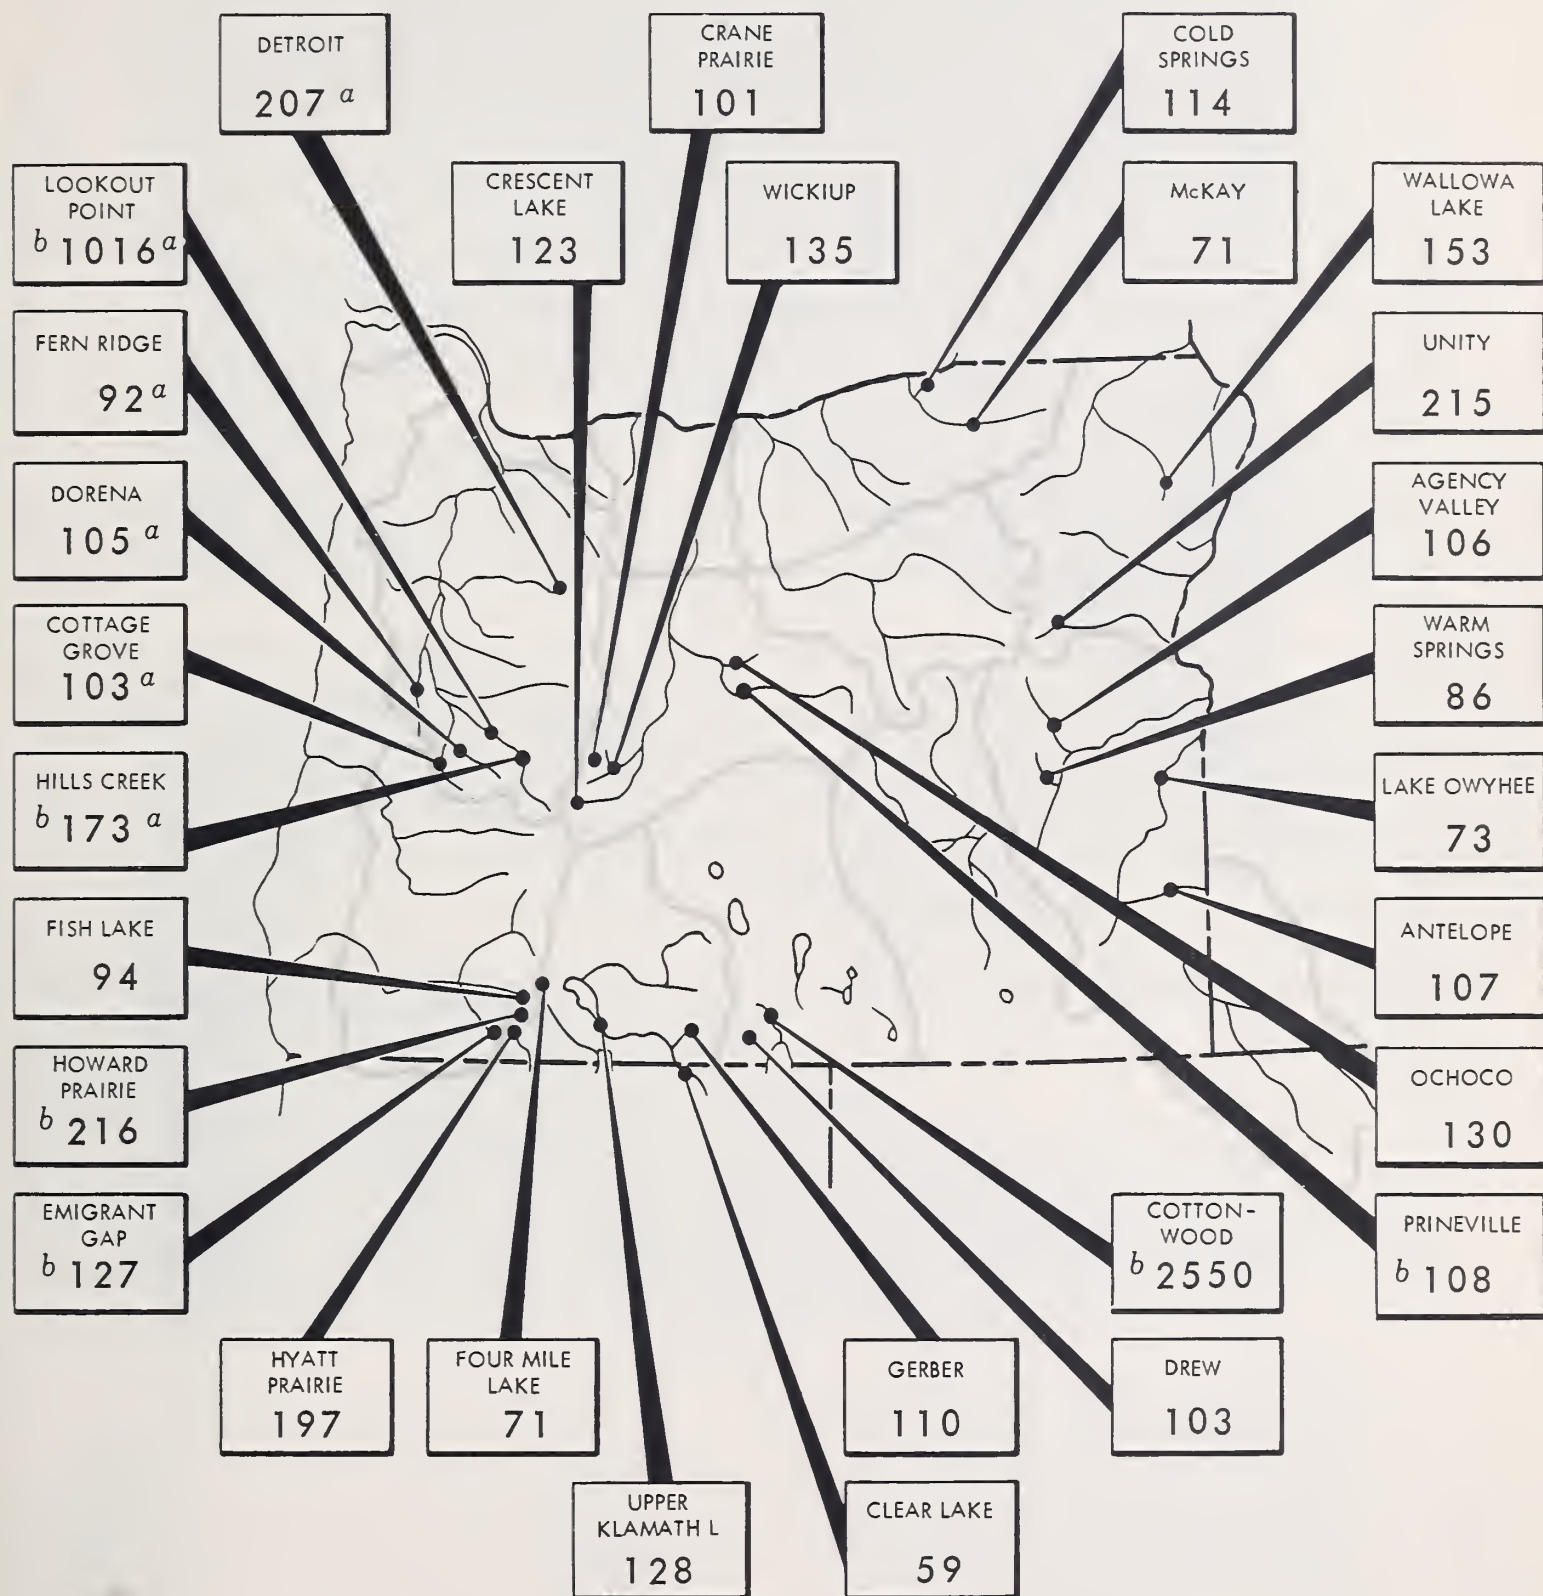 DETROIT
207 a
CRANE
PRAIRIE
101
COLD
SPRINGS
114
LOOKOUT
POINT
b 1016 a
CRESCENT
LAKE
123
WICKIUP
135
McKAY
71
WALLOWA
LAKE
153
FERN RIDGE
92 a
UNITY
215
DORENA
105 a
AGENCY
VALLEY
106
COTTAGE
GROVE
103 a
WARM
SPRINGS
86
HILLS CREEK
b 173 a
LAKE OWYHEE
73
FISH LAKE
94
ANTELOPE
107
HOWARD
PRAIRIE
b 216
OCHOCO
130
EMIGRANT
GAP
b 127
COTTON-
WOOD
b 2550
PRINEVILLE
b 108
HYATT
PRAIRIE
197
FOUR MILE
LAKE
71
GERBER
110
DREW
103
UPPER
KLAMATH L
128
CLEAR LAKE
59